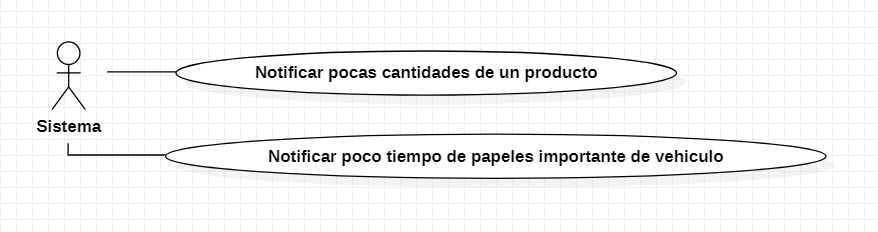 Notificar pocas cantidades de un producto
Sistema
Notificar poco tiempo de papeles importante de vehiculo